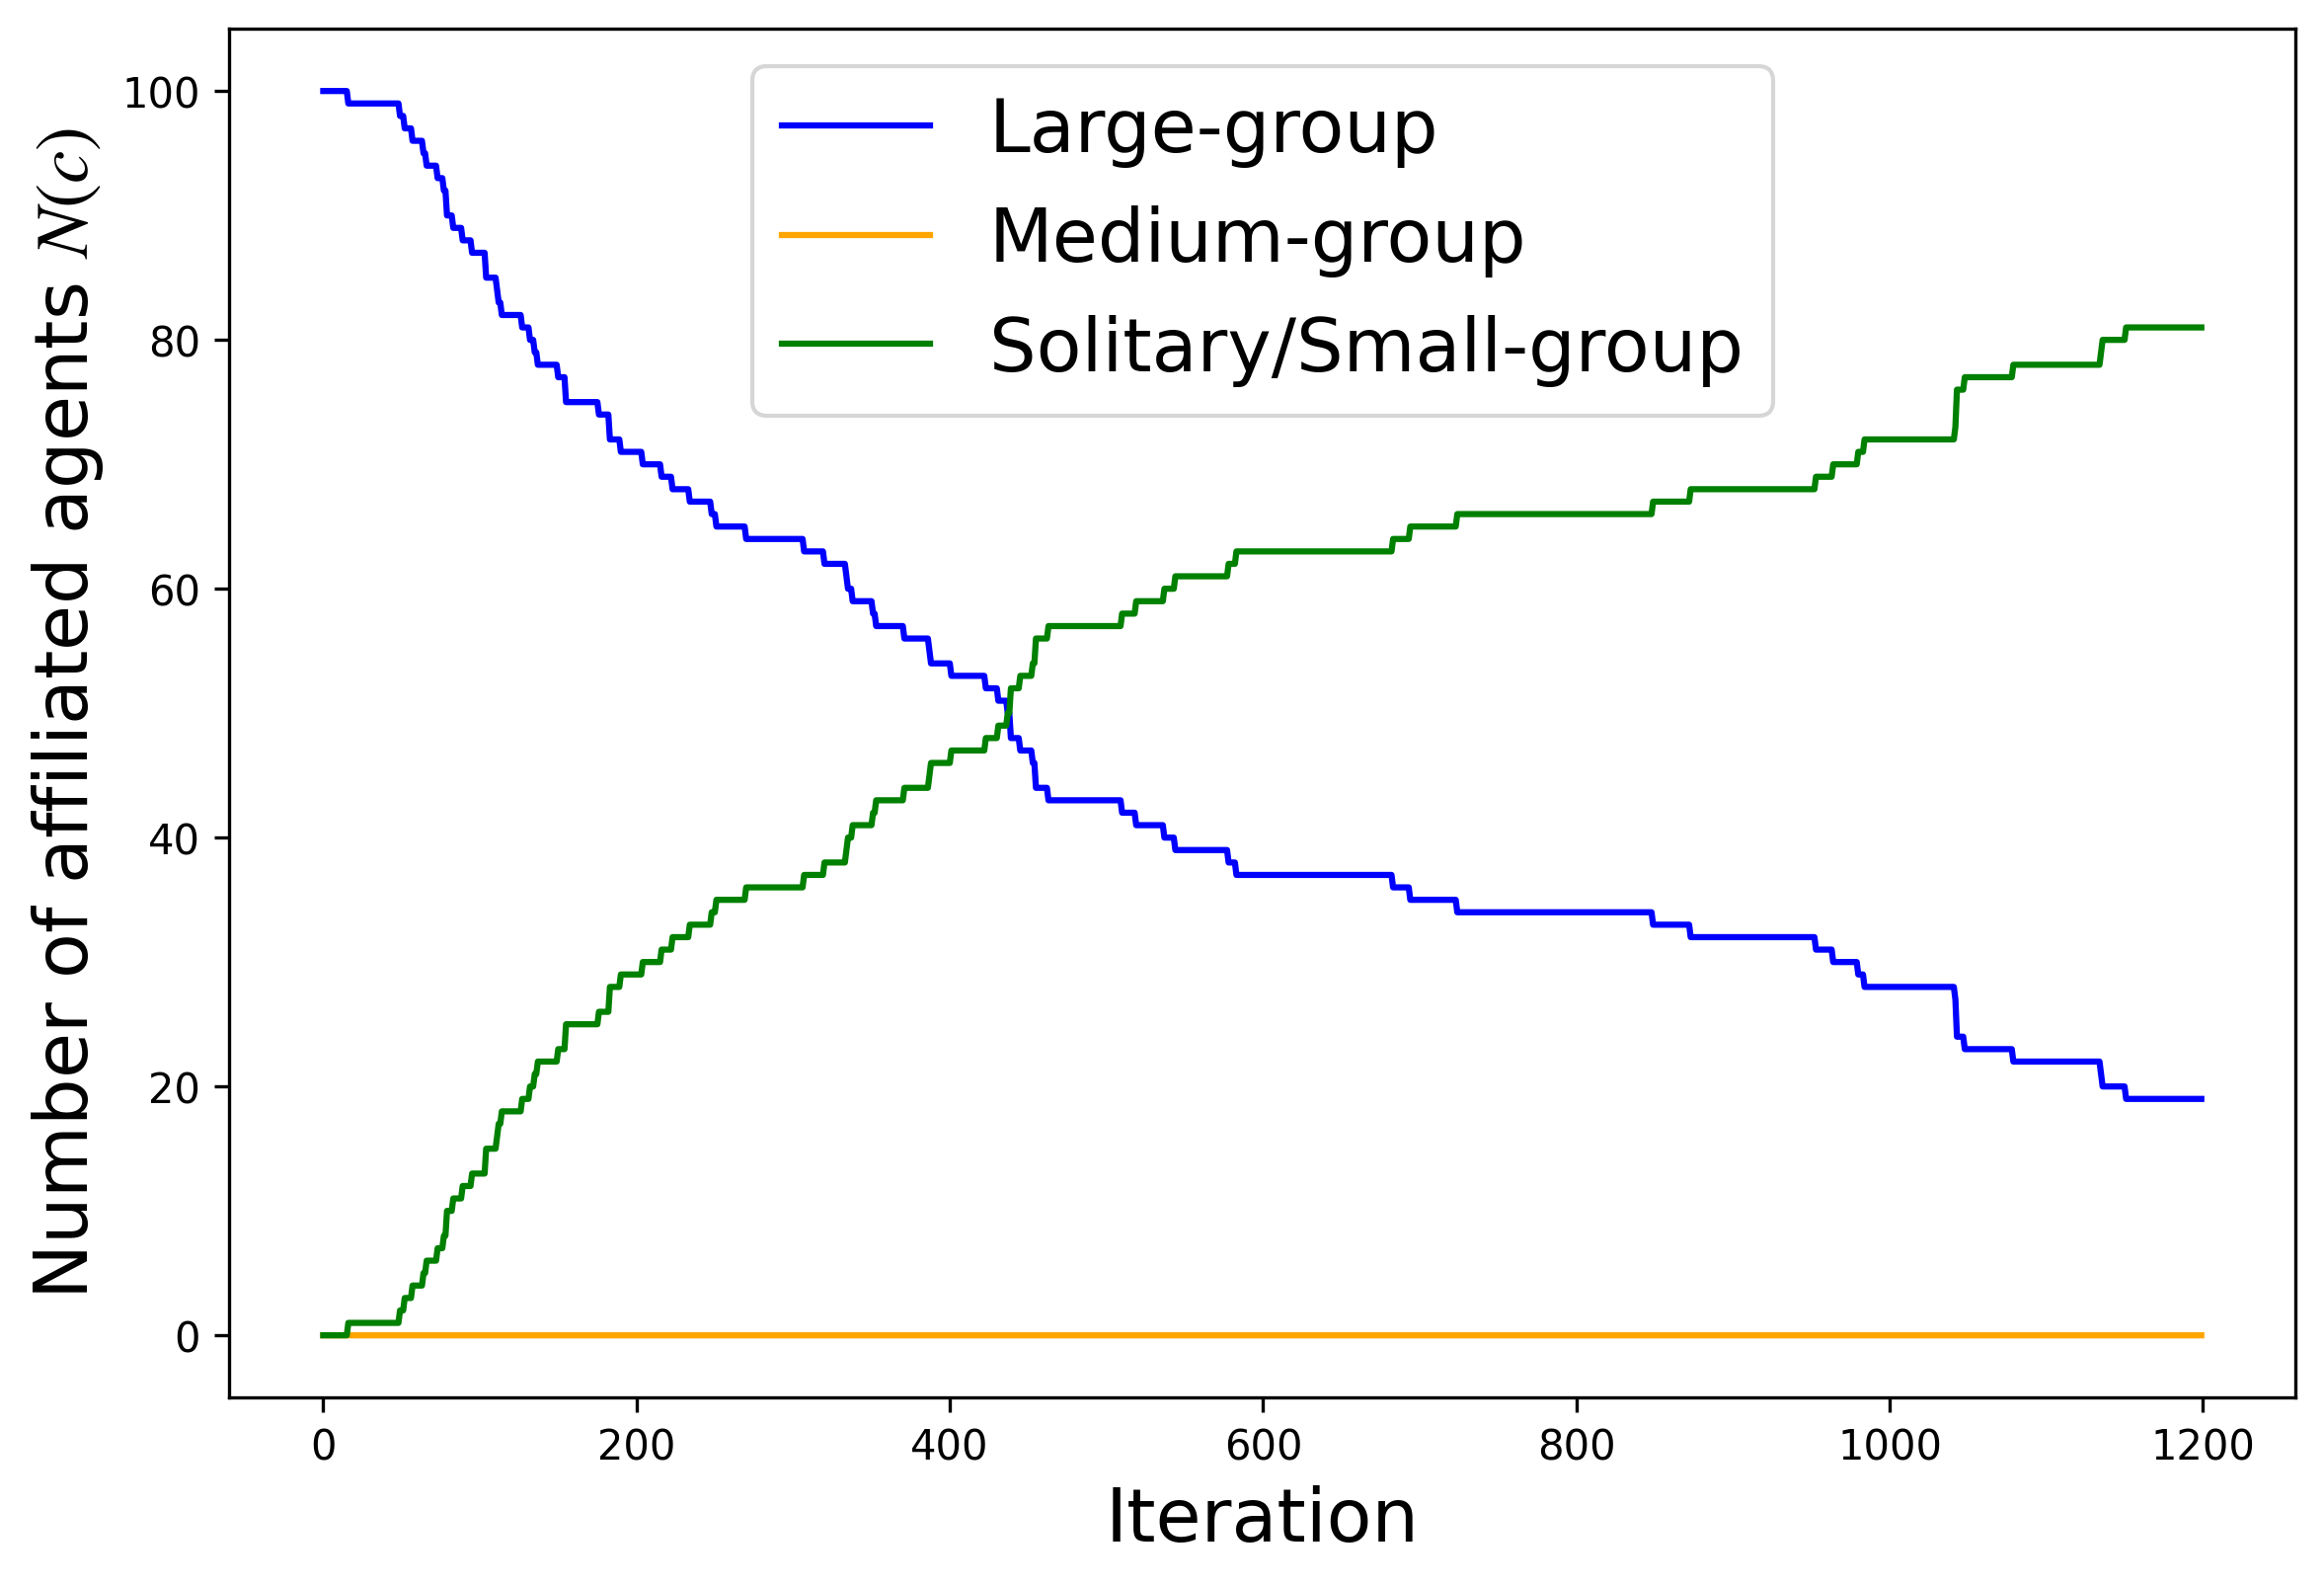 Number of affiliated agents N(c)
100
80
60
40
20
0
Large-group
Medium-group
Solitary/Small-group
0 200 400 600 800 1000 1200
Iteration